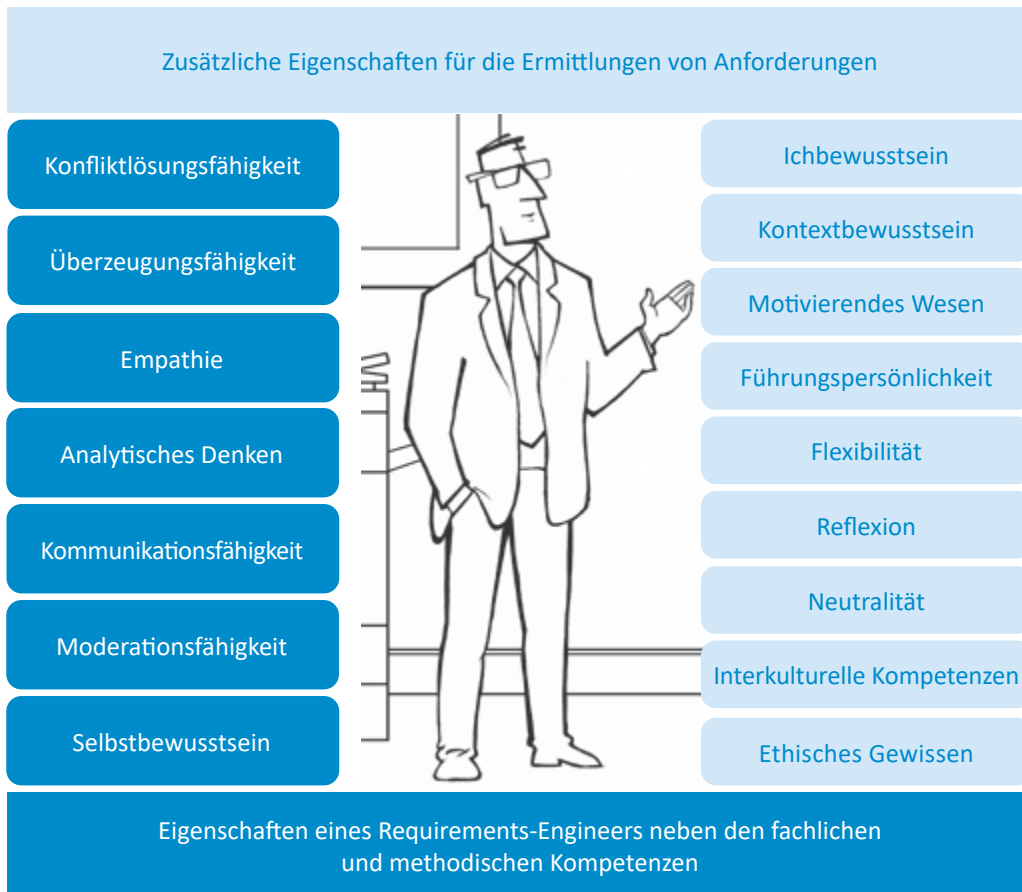 Zusätzliche Eigenschaften für die Ermittlungen von Anforderungen
Konfliktlösungsfähigkeit
Überzeugungsfähigkeit
Empathie
Analytisches Denken
Kommunikationsfähigkeit
Moderationsfähigkeit
Selbstbewusstsein
Ichbewusstsein
Kontextbewusstsein
Motivierendes Wesen
Führungspersönlichkeit
Flexibilität
Reflexion
Neutralität
Interkulturelle Kompetenzen
Ethisches Gewissen
Eigenschaften eines Requirements-Engineers neben den fachlichen
und methodischen Kompetenzen